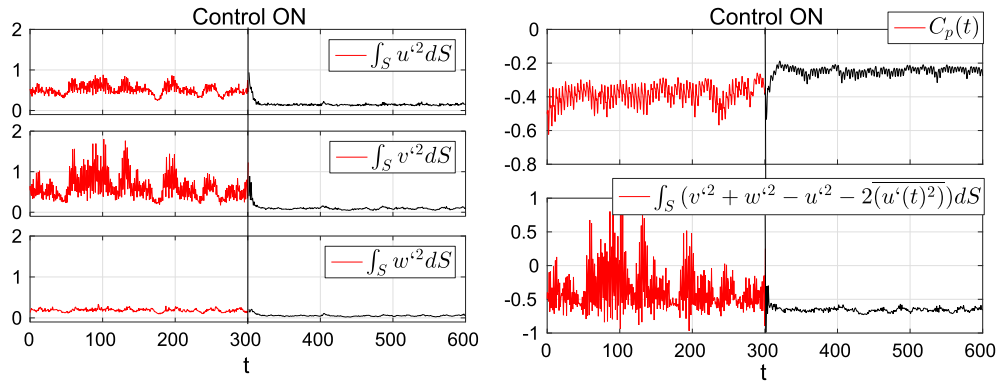 Control ON
2
1
0
∫_S u‘² dS
2
1
0
∫_S v‘² dS
2
1
0
∫_S w‘² dS
0 100 200 300 400 500 600
t
Control ON
0
-0.2
-0.4
-0.6
-0.8
C_p(t)
1
0.5
0
-0.5
-1
∫_S (v‘² + w‘² − u‘² − 2\overline{(u‘(t)²)})dS
0 100 200 300 400 500 600
t